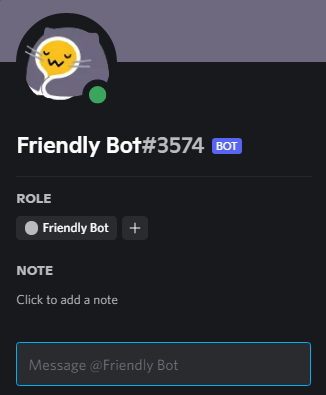 Friendly Bot#3574 BOT
ROLE
Friendly Bot +
NOTE
Click to add a note
Message @Friendly Bot